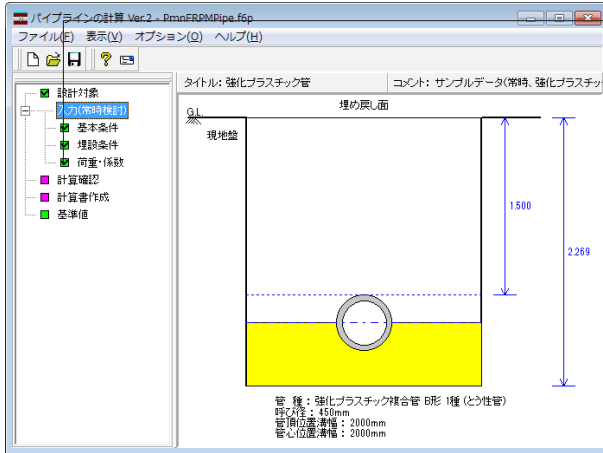 パイプラインの計算 Ver.2 - PmnFRPMPipe.f6p
ファイル(F) 表示(V) オプション(O) ヘルプ(H)
タイトル: 強化プラスチック管
コメント: サンプルデータ(常時、強化プラスチッ
設計対象
入力(常時検討)
基本条件
埋設条件
荷重・係数
計算確認
計算書作成
基準値
埋め戻し面
G.L.
現地盤
1.500
2.269
管 種 : 強化プラスチック複合管 B形 1種 (とう性管)
呼び径 : 450mm
管頂位置溝幅 : 2000mm
管心位置溝幅 : 2000mm